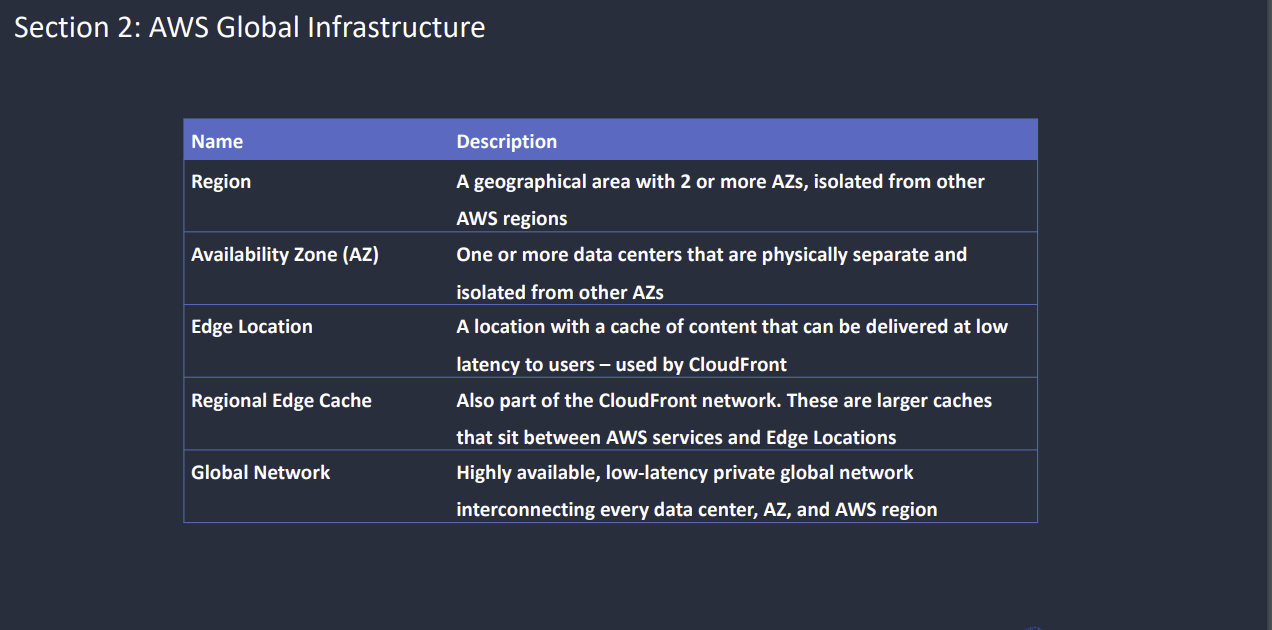 Section 2: AWS Global Infrastructure
Name Description
Region A geographical area with 2 or more AZs, isolated from other
AWS regions
Availability Zone (AZ) One or more data centers that are physically separate and
isolated from other AZs
Edge Location A location with a cache of content that can be delivered at low
latency to users – used by CloudFront
Regional Edge Cache Also part of the CloudFront network. These are larger caches
that sit between AWS services and Edge Locations
Global Network Highly available, low-latency private global network
interconnecting every data center, AZ, and AWS region